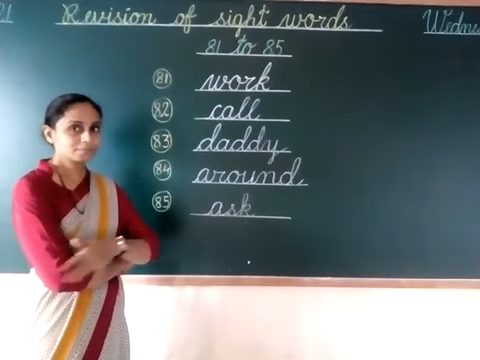 Revision of sight words
81 to 85
81 work
82 call
83 daddy
84 around
85 ask